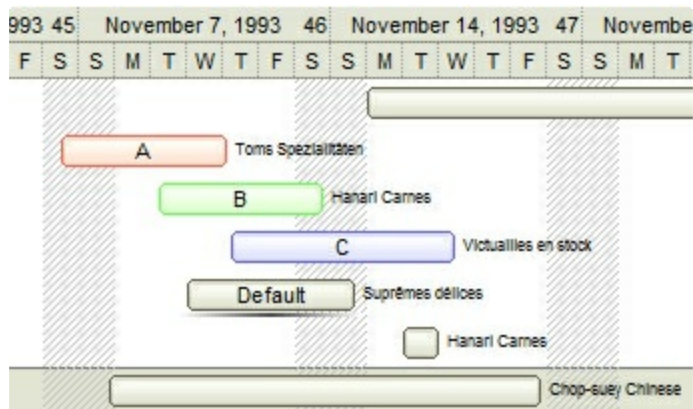 993 45 November 7, 1993 46 November 14, 1993 47 Novembe
F S S M T W T F S S M T W T F S S M T
A Toms Spezialitäten
B Hanari Carnes
C Victuailles en stock
Default Suprêmes délices
Hanari Carnes
Chop-suey Chinese